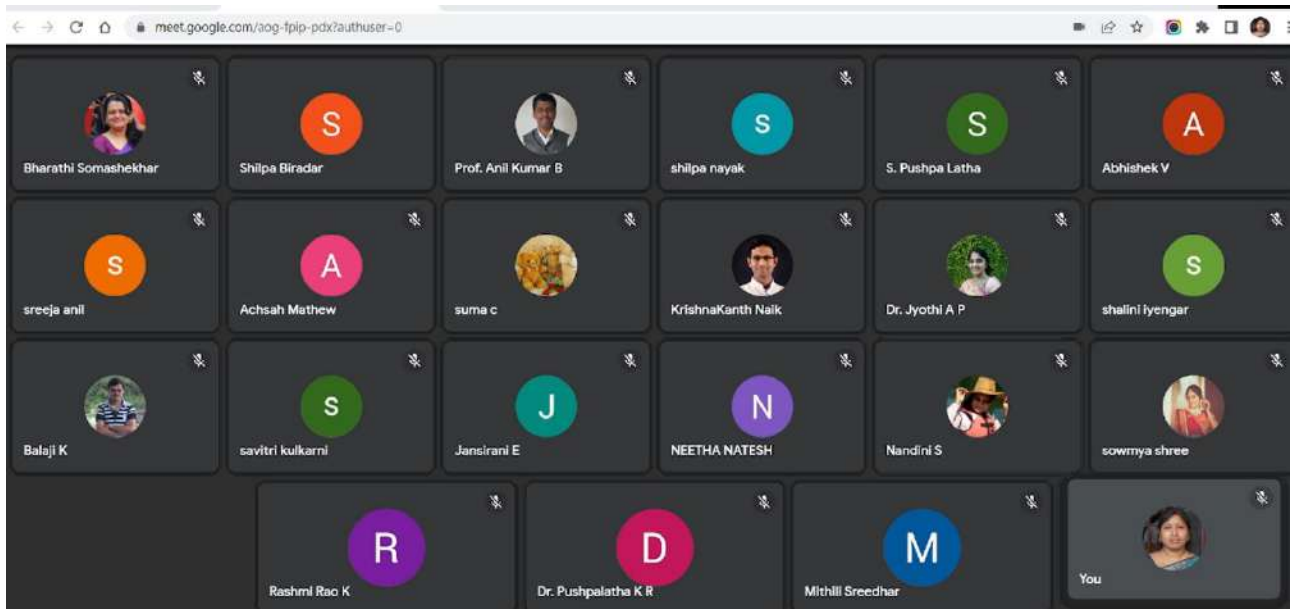 meet.google.com/aog-fpip-pdx?authuser=0
Bharathi Somashekhar
S
Shilpa Biradar
Prof. Anil Kumar B
s
shilpa nayak
S
S. Pushpa Latha
A
Abhishek V
s
sreeja anil
A
Achsah Mathew
suma c
KrishnaKanth Naik
Dr. Jyothi A P
s
shalini iyengar
Balaji K
s
savitri kulkarni
J
Jansirani E
N
NEETHA NATESH
Nandini S
sowmya shree
R
Rashmi Rao K
D
Dr. Pushpalatha K R
M
Mithili Sreedhar
You